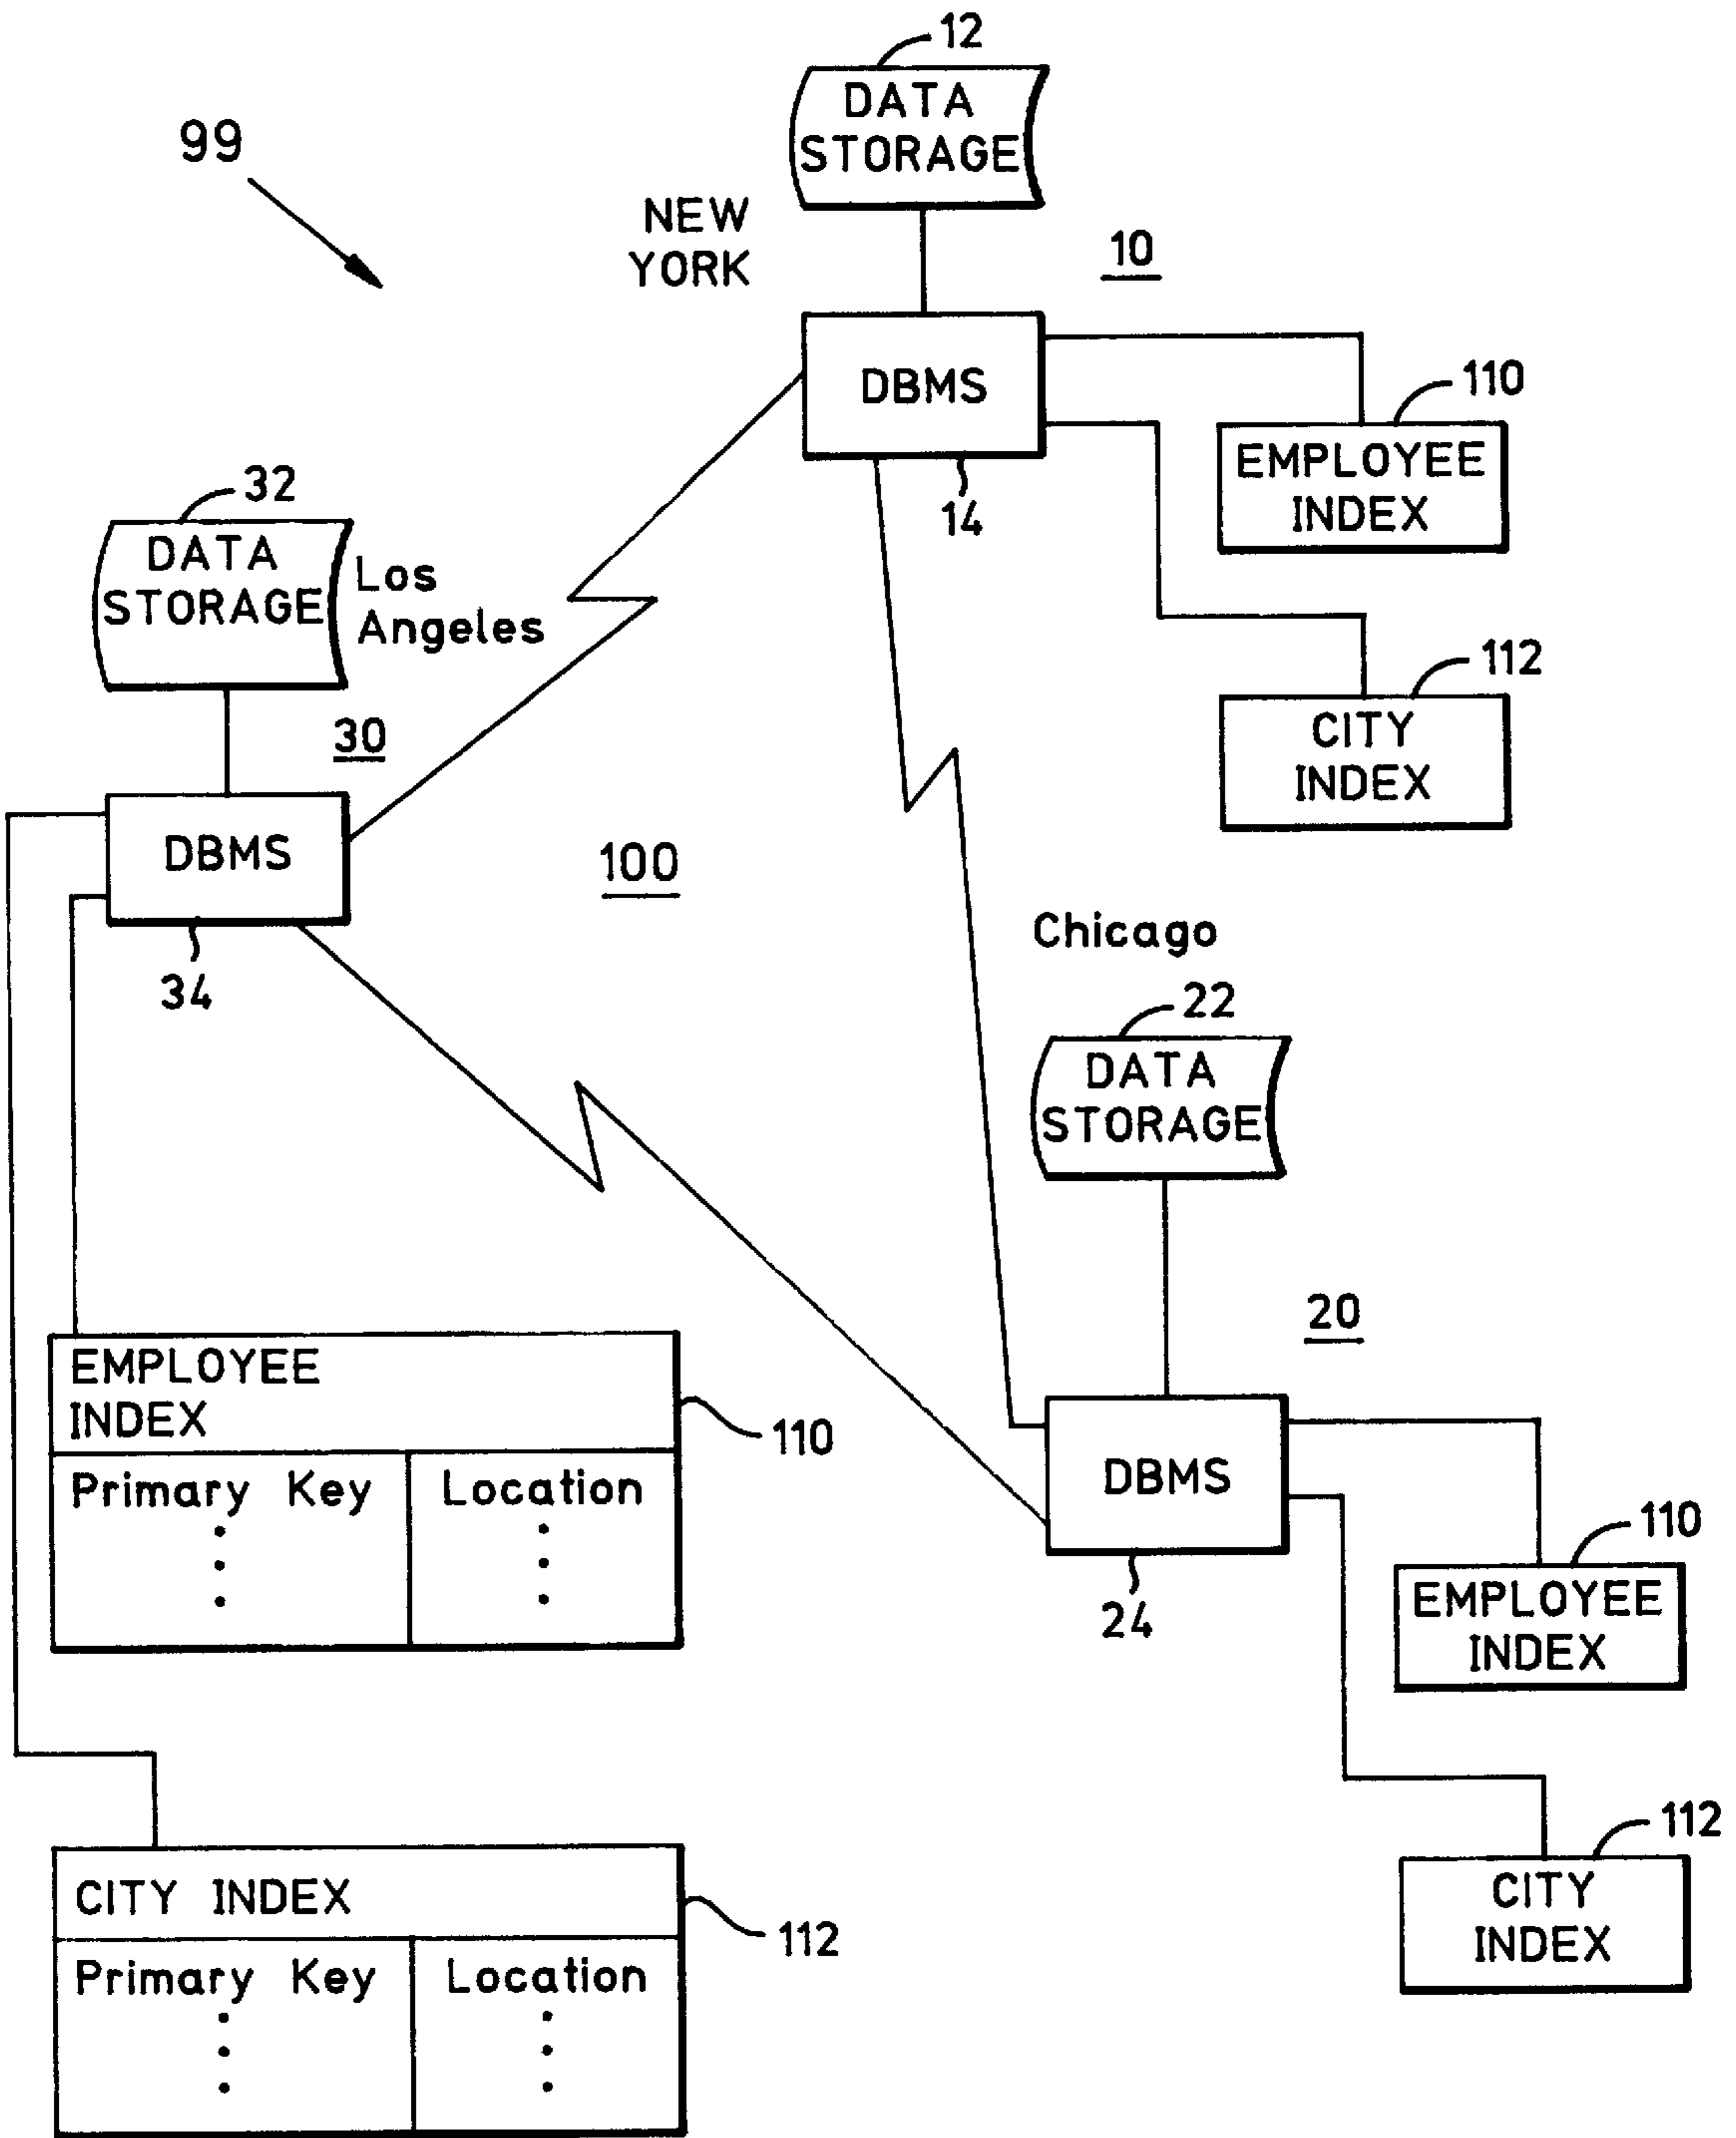 12
DATA
STORAGE
99
NEW
YORK
10
DBMS
14
110
EMPLOYEE
INDEX
112
CITY
INDEX
32
DATA
STORAGE
Los
Angeles
30
DBMS
34
100
Chicago
22
DATA
STORAGE
20
DBMS
24
110
EMPLOYEE
INDEX
112
CITY
INDEX
EMPLOYEE
INDEX
110
Primary Key Location
CITY INDEX
112
Primary Key Location